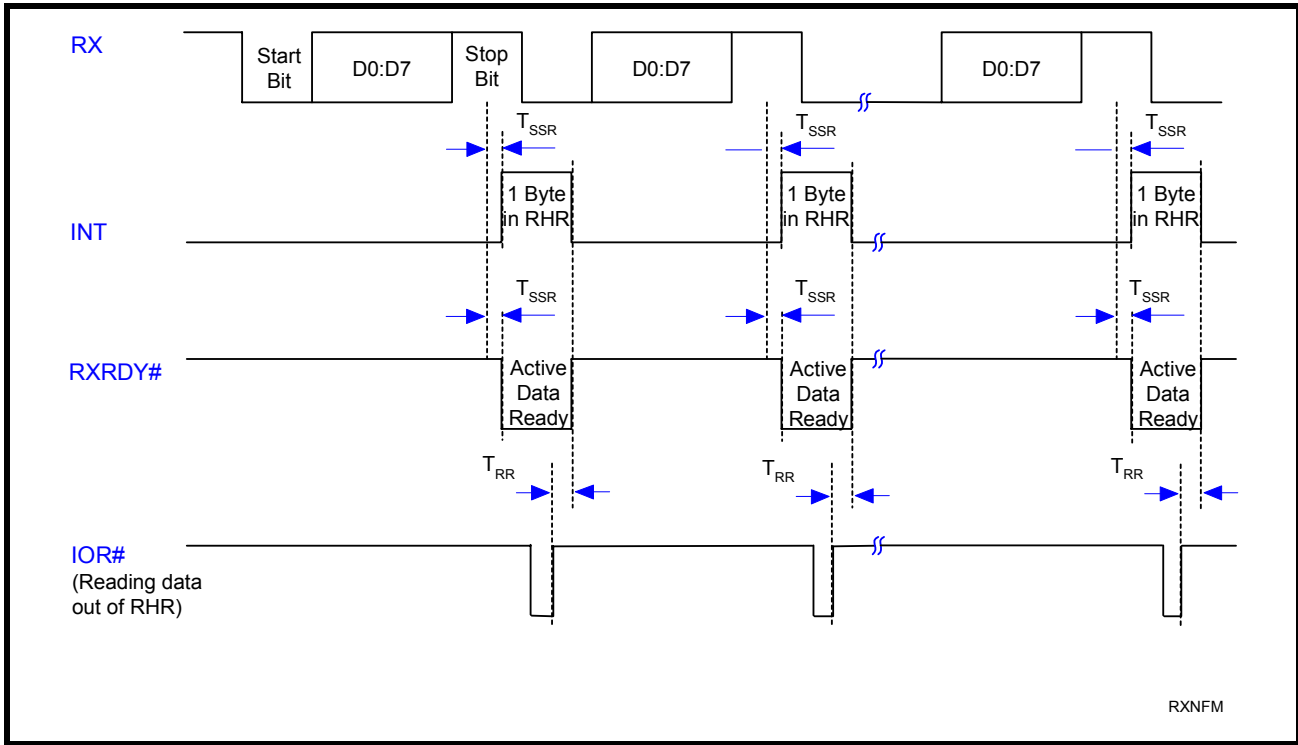 RX
Start
Bit
D0:D7
Stop
Bit
D0:D7
D0:D7
TSSR
TSSR
TSSR
INT
1 Byte
in RHR
1 Byte
in RHR
1 Byte
in RHR
TSSR
TSSR
TSSR
RXRDY#
Active
Data
Ready
Active
Data
Ready
Active
Data
Ready
TRR
TRR
TRR
IOR#
(Reading data
out of RHR)
RXNFM